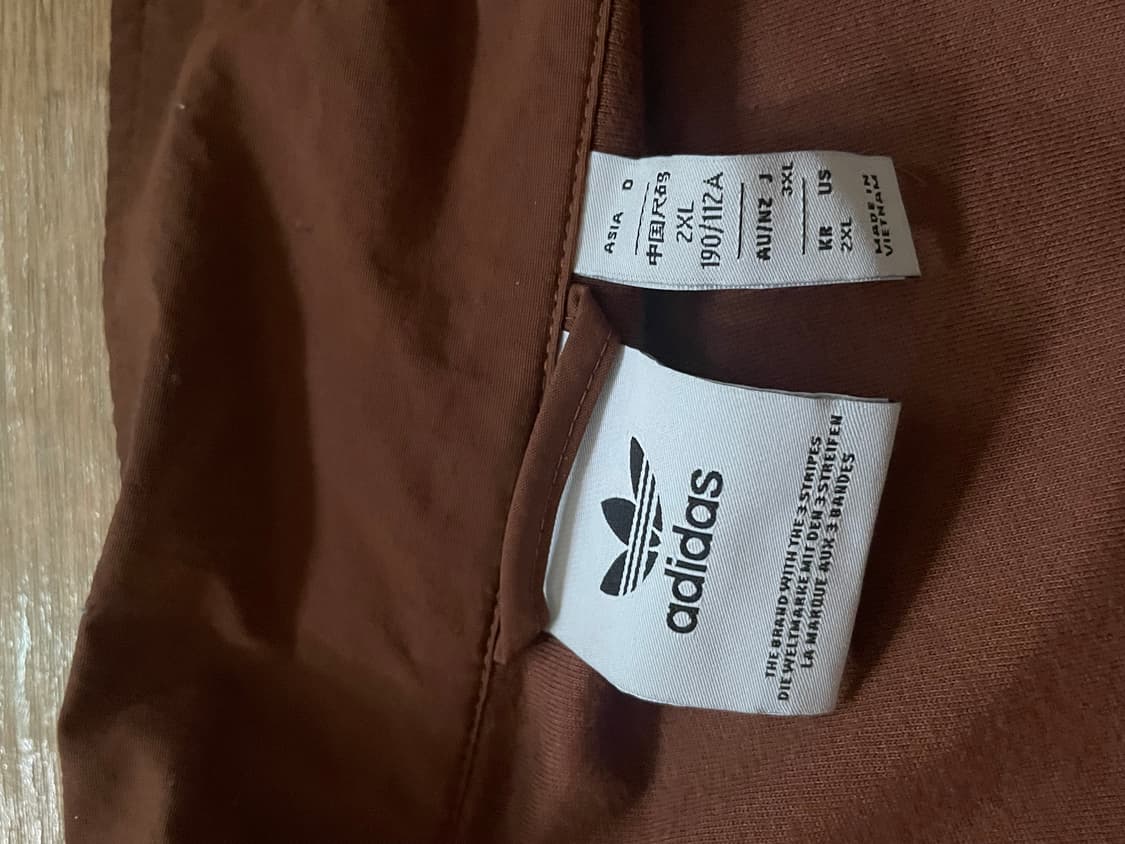 adidas
THE BRAND WITH THE 3 STRIPES
DIE WELTMARKE MIT DEN 3 STREIFEN
LA MARQUE AUX 3 BANDES
ASIA
中国尺码
2XL
190/112A
AU/NZ J
3XL
KR US
2XL
MADE IN
VIETNAM